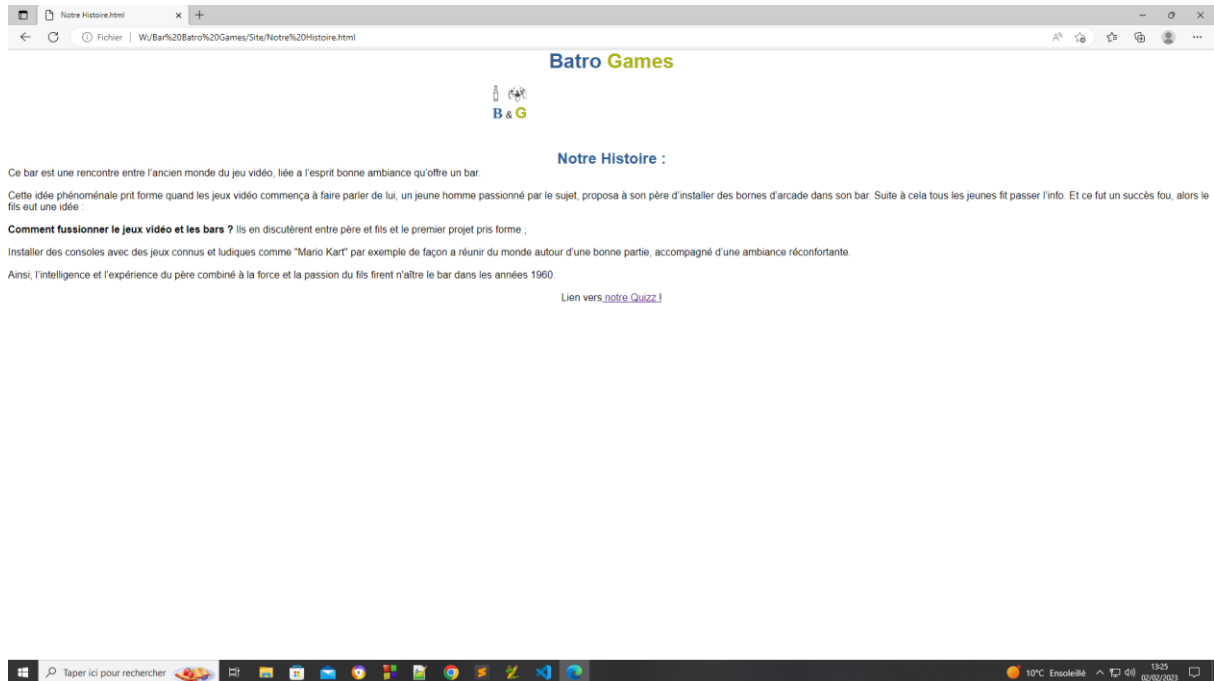 Notre Histoire.html
Fichier
W:/Bar%20Batro%20Games/Site/Notre%20Histoire.html
Batro Games
B & G
Notre Histoire :
Ce bar est une rencontre entre l'ancien monde du jeu vidéo, liée a l'esprit bonne ambiance qu'offre un bar.
Cette idée phénoménale prit forme quand les jeux vidéo commença à faire parler de lui, un jeune homme passionné par le sujet, proposa à son père d'installer des bornes d'arcade dans son bar. Suite à cela tous les jeunes fit passer l'info. Et ce fut un succès fou, alors le
fils eut une idée :
Comment fussionner le jeux vidéo et les bars ? Ils en discutèrent entre père et fils et le premier projet pris forme ;
Installer des consoles avec des jeux connus et ludiques comme "Mario Kart" par exemple de façon a réunir du monde autour d'une bonne partie, accompagné d'une ambiance réconfortante.
Ainsi, l'intelligence et l'expérience du père combiné à la force et la passion du fils firent n'aître le bar dans les années 1960.
Lien vers notre Quizz !
Taper ici pour rechercher
10°C Ensoleillé
13:25
02/02/2023